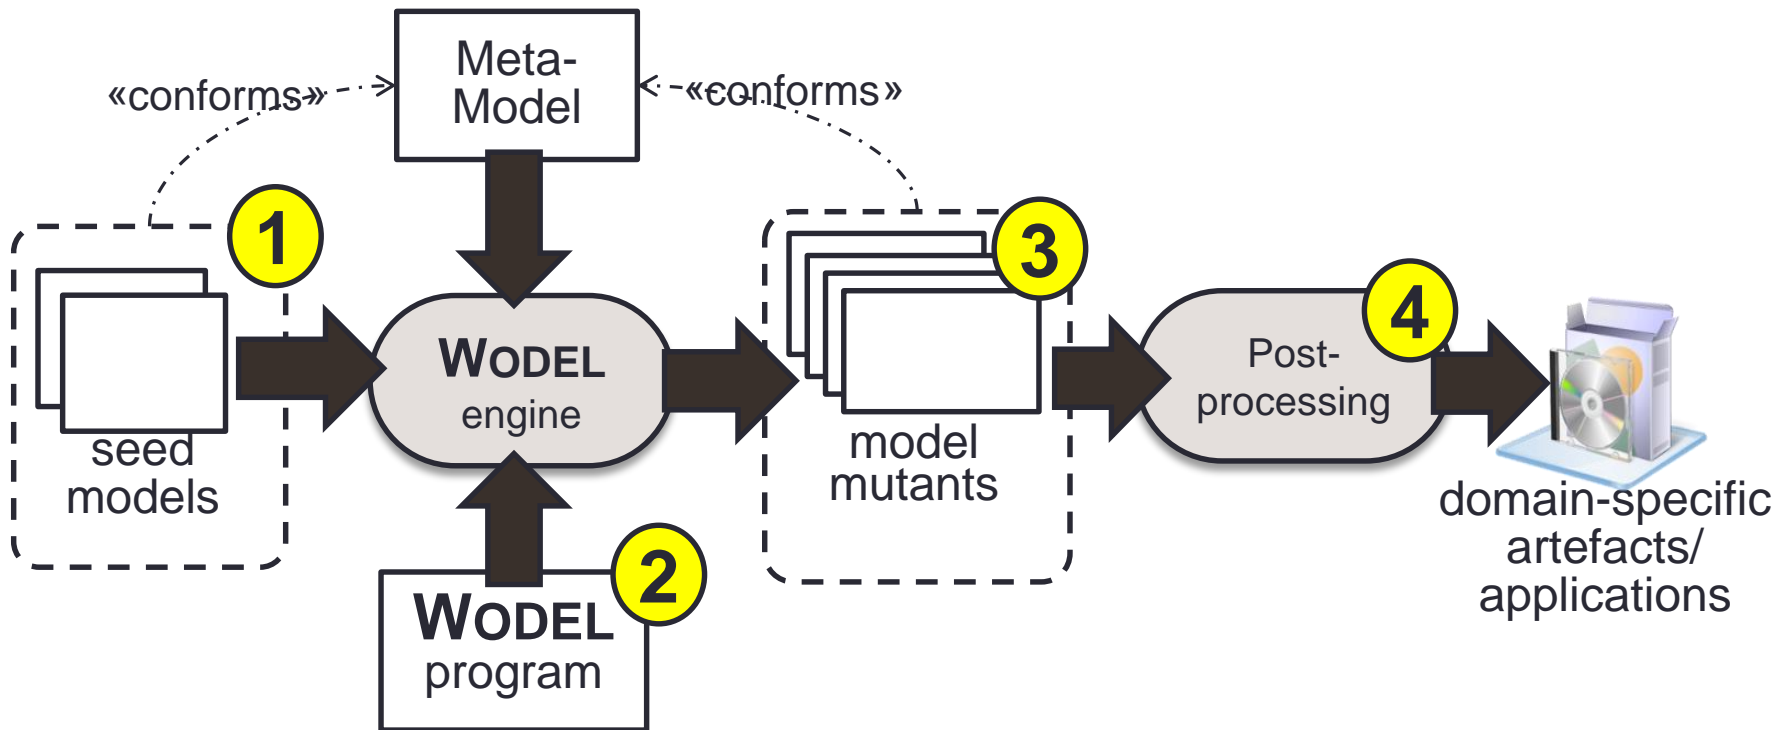 Meta-
Model
«conforms»
«conforms»
1
seed
models
WODEL
engine
2
WODEL
program
3
model
mutants
4
Post-
processing
domain-specific
artefacts/
applications